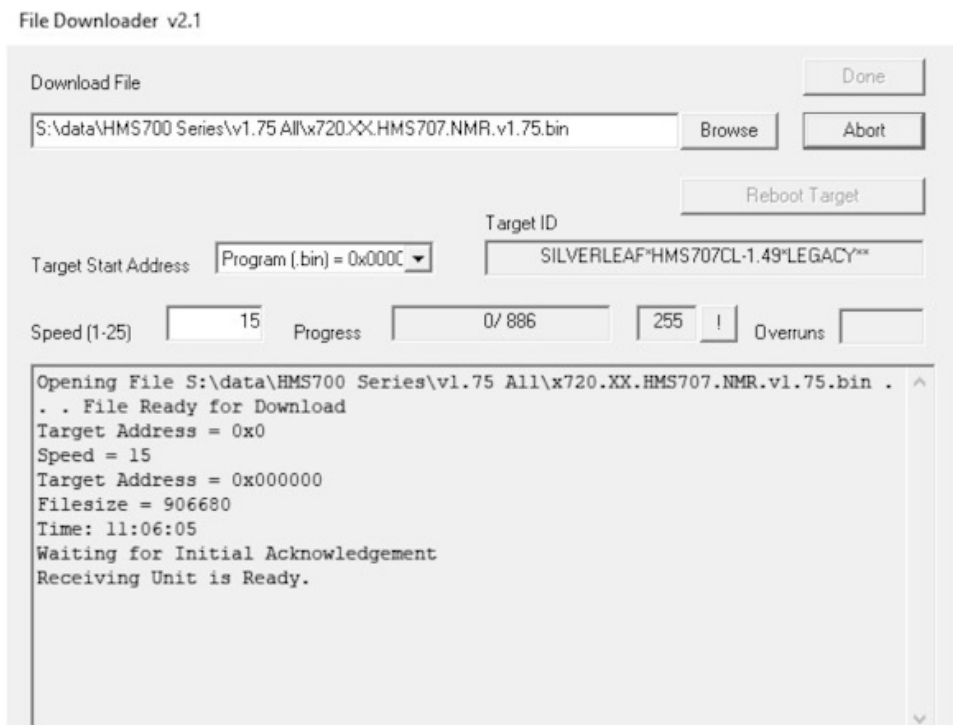 File Downloader v2.1
Download File
Done
S:\data\HMS700 Series\v1.75 All\x720.XX.HMS707.NMR.v1.75.bin
Browse
Abort
Reboot Target
Target ID
Target Start Address
Program (.bin) = 0x000C
SILVERLEAF*HMS707CL-1.49*LEGACY**
Speed (1-25)
15
Progress
0/ 886
255
!
Overruns
Opening File S:\data\HMS700 Series\v1.75 All\x720.XX.HMS707.NMR.v1.75.bin .
. . File Ready for Download
Target Address = 0x0
Speed = 15
Target Address = 0x000000
Filesize = 906680
Time: 11:06:05
Waiting for Initial Acknowledgement
Receiving Unit is Ready.